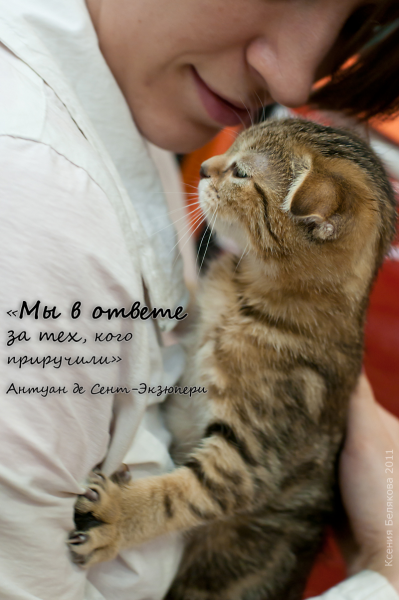 «Мы в ответе
за тех, кого
приручили»
Антуан де Сент-Экзюпери
Ксения Белякова 2011